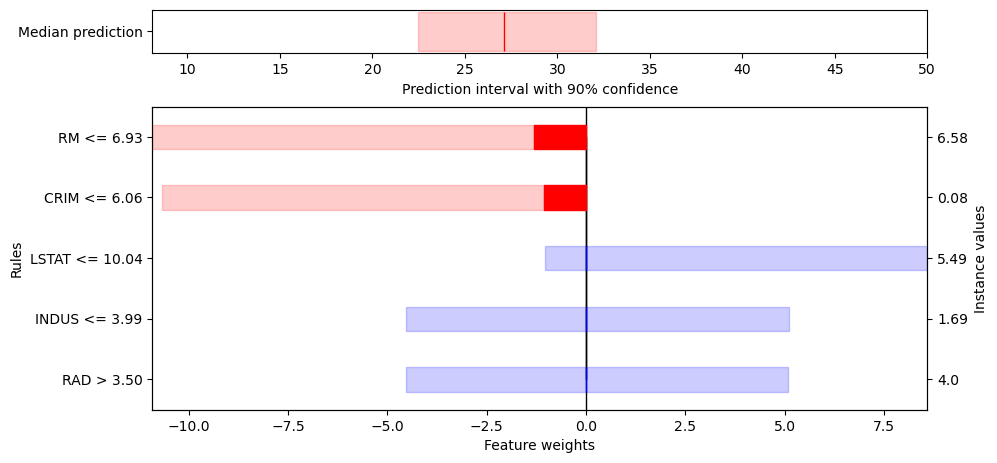 Median prediction
10 15 20 25 30 35 40 45 50
Prediction interval with 90% confidence
RM <= 6.93 6.58
CRIM <= 6.06 0.08
LSTAT <= 10.04 5.49
INDUS <= 3.99 1.69
RAD > 3.50 4.0
Rules
Instance values
−10.0 −7.5 −5.0 −2.5 0.0 2.5 5.0 7.5
Feature weights